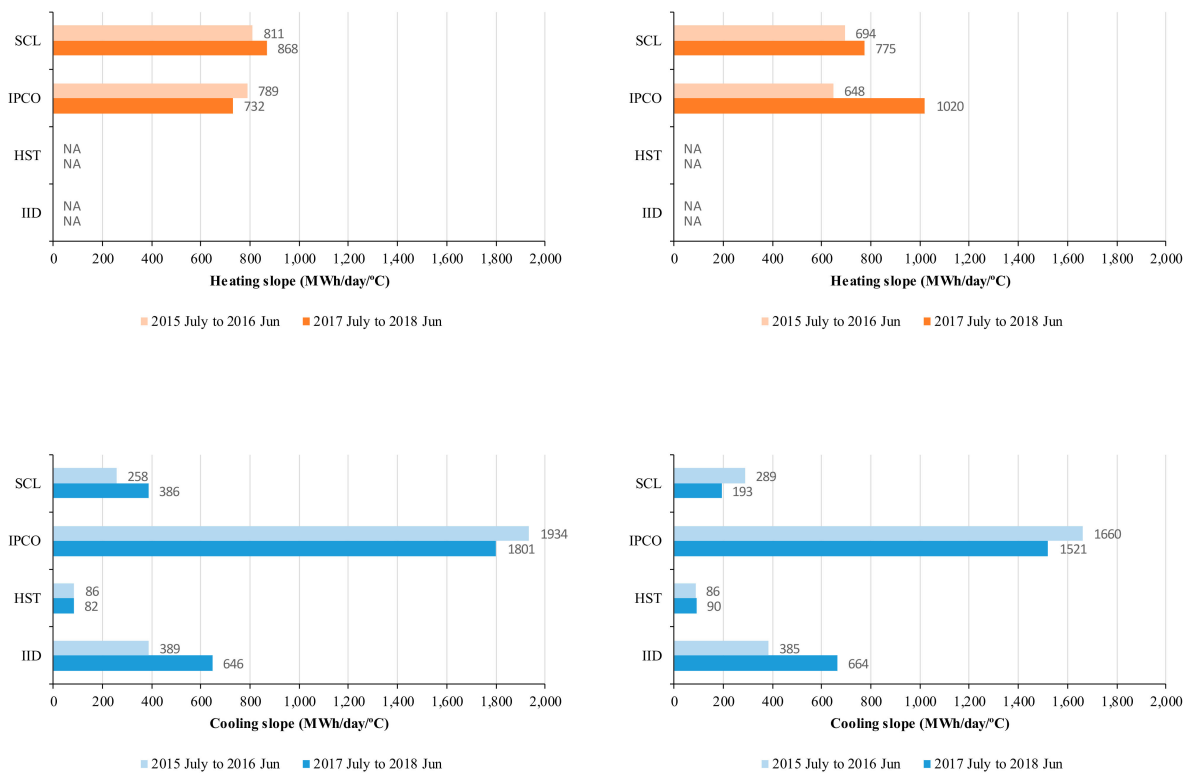 SCL
811
868
IPCO
789
732
HST
NA
NA
IID
NA
NA
0 200 400 600 800 1,000 1,200 1,400 1,600 1,800 2,000
Heating slope (MWh/day/ºC)
2015 July to 2016 Jun 2017 July to 2018 Jun
SCL
694
775
IPCO
648
1020
HST
NA
NA
IID
NA
NA
0 200 400 600 800 1,000 1,200 1,400 1,600 1,800 2,000
Heating slope (MWh/day/ºC)
2015 July to 2016 Jun 2017 July to 2018 Jun
SCL
258
386
IPCO
1934
1801
HST
86
82
IID
389
646
0 200 400 600 800 1,000 1,200 1,400 1,600 1,800 2,000
Cooling slope (MWh/day/ºC)
2015 July to 2016 Jun 2017 July to 2018 Jun
SCL
289
193
IPCO
1660
1521
HST
86
90
IID
385
664
0 200 400 600 800 1,000 1,200 1,400 1,600 1,800 2,000
Cooling slope (MWh/day/ºC)
2015 July to 2016 Jun 2017 July to 2018 Jun